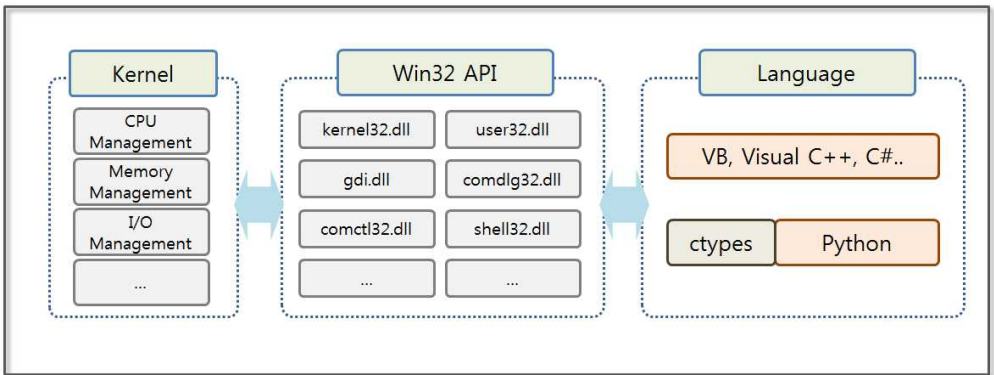 Kernel
CPU
Management
Memory
Management
I/O
Management
...
Win32 API
kernel32.dll
user32.dll
gdi.dll
comdlg32.dll
comctl32.dll
shell32.dll
...
...
Language
VB, Visual C++, C#..
ctypes
Python